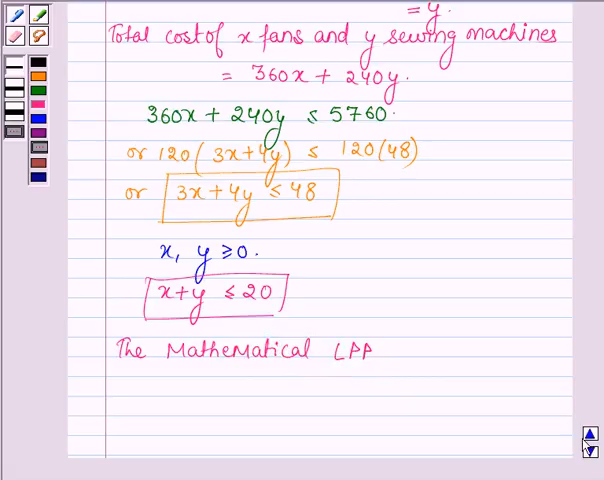 = y.
Total cost of x fans and y sewing machines
= 360x + 240y.
360x + 240y ≤ 5760.
or 120(3x+4y) ≤ 120(48)
or 3x+4y ≤ 48
x, y ≥ 0.
x+y ≤ 20
The Mathematical LPP